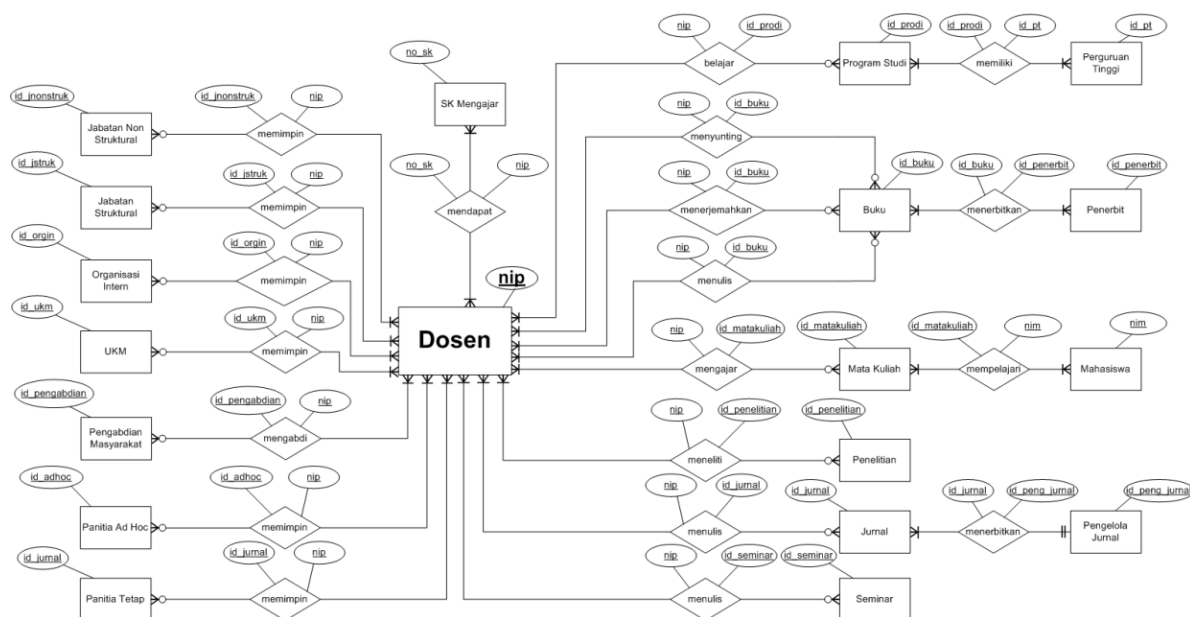 nip
id_prodi
id_prodi
id_prodi
id_pt
id_pt
belajar
Program Studi
memiliki
Perguruan
Tinggi
no_sk
SK Mengajar
no_sk
nip
mendapat
id_jnonstruk
id_jnonstruk
nip
Jabatan Non
Struktural
memimpin
id_jstruk
id_jstruk
nip
Jabatan
Struktural
memimpin
id_orgin
id_orgin
nip
Organisasi
Intern
memimpin
id_ukm
id_ukm
nip
UKM
memimpin
id_pengabdian
id_pengabdian
nip
Pengabdian
Masyarakat
mengabdi
id_adhoc
id_adhoc
nip
Panitia Ad Hoc
memimpin
id_jurnal
id_jurnal
nip
Panitia Tetap
memimpin
nip
Dosen
nip
id_buku
menyunting
nip
id_buku
menerjemahkan
nip
id_buku
menulis
id_buku
id_buku
id_penerbit
id_penerbit
Buku
menerbitkan
Penerbit
nip
id_matakuliah
id_matakuliah
id_matakuliah
nim
nim
mengajar
Mata Kuliah
mempelajari
Mahasiswa
nip
id_penelitian
id_penelitian
meneliti
Penelitian
nip
id_jurnal
id_jurnal
id_jurnal
id_peng_jurnal
id_peng_jurnal
menulis
Jurnal
menerbitkan
Pengelola
Jurnal
nip
id_seminar
id_seminar
menulis
Seminar